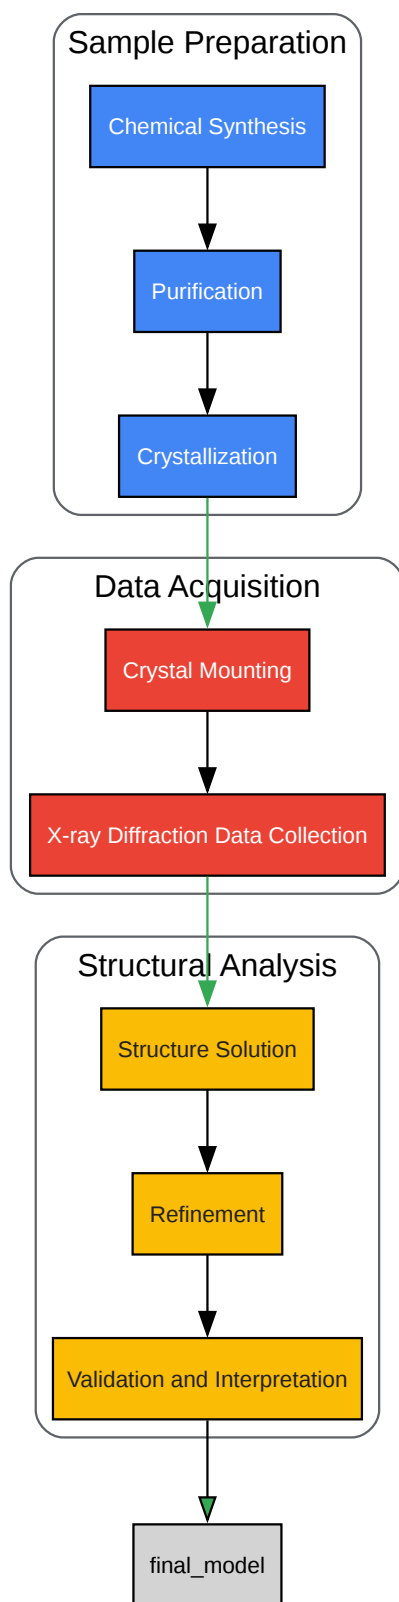 Sample Preparation
Chemical Synthesis
Purification
Crystallization
Data Acquisition
Crystal Mounting
X-ray Diffraction Data Collection
Structural Analysis
Structure Solution
Refinement
Validation and Interpretation
final_model